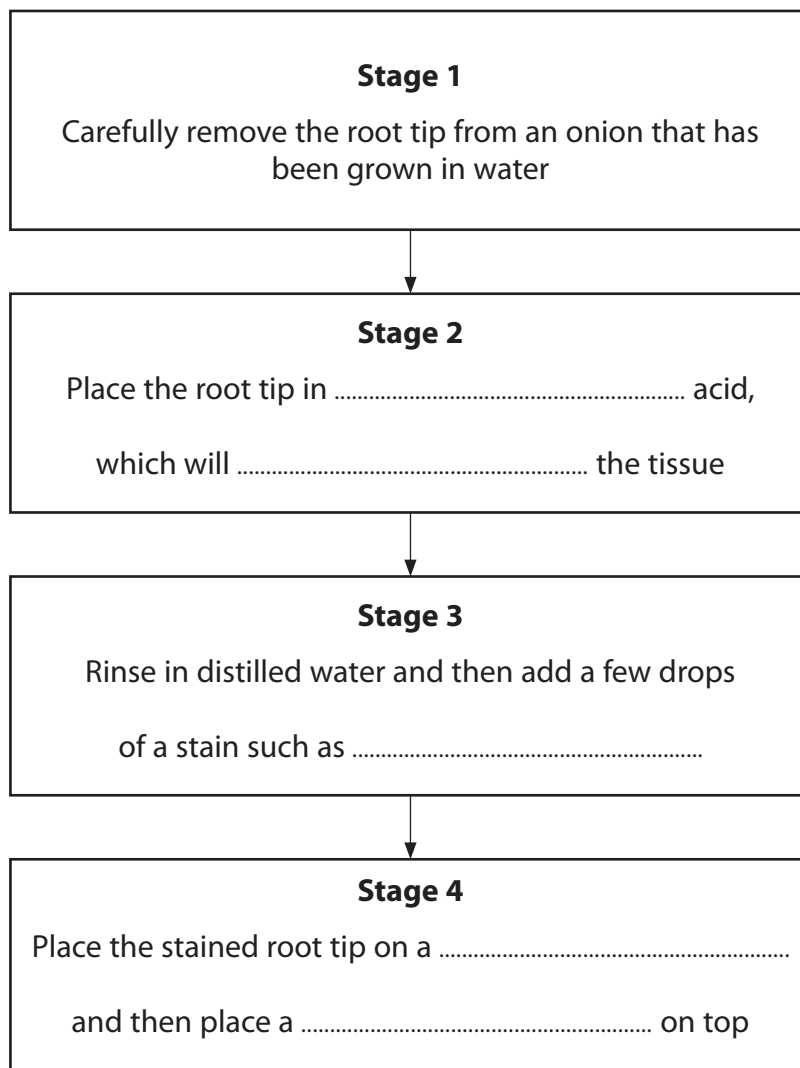 Stage 1
Carefully remove the root tip from an onion that has
been grown in water
Stage 2
Place the root tip in .................................................. acid,
which will .................................................. the tissue
Stage 3
Rinse in distilled water and then add a few drops
of a stain such as ..................................................
Stage 4
Place the stained root tip on a ..................................................
and then place a .................................................. on top